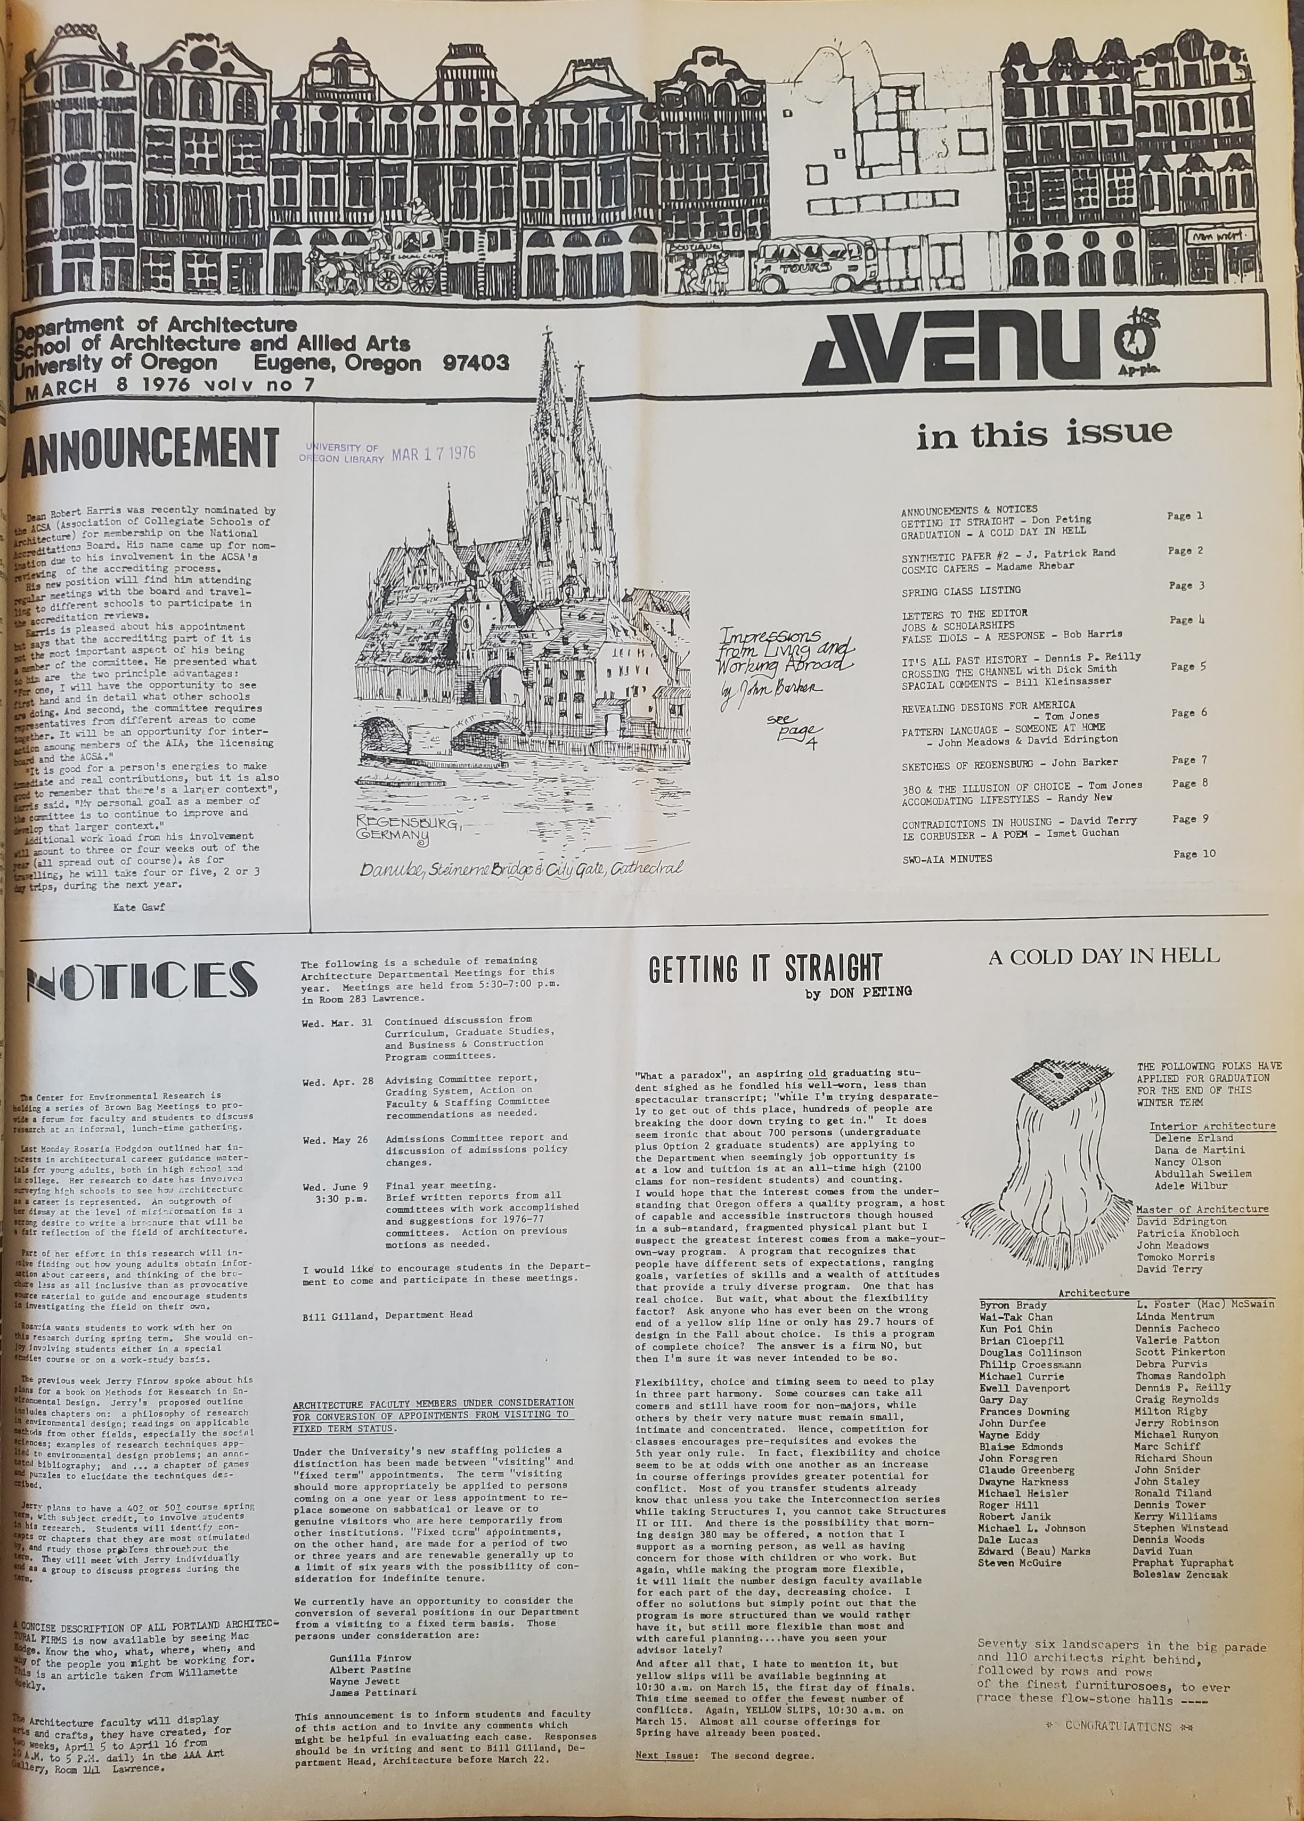 BOUTIQUE
TOURS
Department of Architecture
School of Architecture and Allied Arts
University of Oregon Eugene, Oregon 97403
MARCH 8 1976 vol v no 7
AVENU
Ap-ple.
ANNOUNCEMENT
UNIVERSITY OF
OREGON LIBRARY MAR 17 1976
Dean Robert Harris was recently nominated by
the ACSA (Association of Collegiate Schools of
Architecture) for membership on the National
Accreditations Board. His name came up for nom-
ination due to his involvement in the ACSA's
reviewing of the accrediting process.
His new position will find him attending
regular meetings with the board and travel-
ling to different schools to participate in
the accreditation reviews.
Harris is pleased about his appointment
but says that the accrediting part of it is
not the most important aspect of his being
a member of the committee. He presented what
to him are the two principle advantages:
"For one, I will have the opportunity to see
first hand and in detail what other schools
are doing. And second, the committee requires
representatives from different areas to come
together. It will be an opportunity for inter-
action amoung members of the AIA, the licensing
board and the ACSA."
"It is good for a person's energies to make
immediate and real contributions, but it is also
good to remember that there's a larger context",
Harris said. "My personal goal as a member of
the committee is to continue to improve and
develop that larger context."
Additional work load from his involvement
will amount to three or four weeks out of the
year (all spread out of course). As for
travelling, he will take four or five, 2 or 3
day trips, during the next year.
Kate Gawf
REGENSBURG,
GERMANY
Danube, Steinerne Bridge & City Gate, Cathedral
Impressions
from Living and
Working Abroad
by John Barker
see
page
4
in this issue
ANNOUNCEMENTS & NOTICES
GETTING IT STRAIGHT - Don Peting Page 1
GRADUATION - A COLD DAY IN HELL
SYNTHETIC PAPER #2 - J. Patrick Rand Page 2
COSMIC CAPERS - Madame Rhebar
SPRING CLASS LISTING Page 3
LETTERS TO THE EDITOR
JOBS & SCHOLARSHIPS Page 4
FALSE IDOLS - A RESPONSE - Bob Harris
IT'S ALL PAST HISTORY - Dennis P. Reilly
CROSSING THE CHANNEL with Dick Smith Page 5
SPACIAL COMMENTS - Bill Kleinsasser
REVEALING DESIGNS FOR AMERICA
- Tom Jones Page 6
PATTERN LANGUAGE - SOMEONE AT HOME
- John Meadows & David Edrington
SKETCHES OF REGENSBURG - John Barker Page 7
380 & THE ILLUSION OF CHOICE - Tom Jones Page 8
ACCOMODATING LIFESTYLES - Randy New
CONTRADICTIONS IN HOUSING - David Terry Page 9
LE CORBUSIER - A POEM - Ismet Guchan
SWO-AIA MINUTES Page 10
NOTICES
The Center for Environmental Research is
holding a series of Brown Bag Meetings to pro-
vide a forum for faculty and students to discuss
research at an informal, lunch-time gathering.
Last Monday Rosaria Hodgdon outlined her in-
terests in architectural career guidance mater-
ials for young adults, both in high school and
in college. Her research to date has involved
surveying high schools to see how architecture
as a career is represented. An outgrowth of
her dismay at the level of misinformation is a
strong desire to write a brochure that will be
a fair reflection of the field of architecture.
Part of her effort in this research will in-
volve finding out how young adults obtain infor-
mation about careers, and thinking of the bro-
chure less as all inclusive than as provocative
source material to guide and encourage students
in investigating the field on their own.
Rosaria wants students to work with her on
this research during spring term. She would en-
joy involving students either in a special
studies course or on a work-study basis.
The previous week Jerry Finrow spoke about his
plans for a book on Methods for Research in En-
vironmental Design. Jerry's proposed outline
includes chapters on: a philosophy of research
in environmental design; readings on applicable
methods from other fields, especially the social
sciences; examples of research techniques app-
lied to environmental design problems; an anno-
tated bibliography; and ... a chapter of games
and puzzles to elucidate the techniques des-
cribed.
Jerry plans to have a 407 or 507 course spring
term, with subject credit, to involve students
in his research. Students will identify con-
cepts or chapters that they are most stimulated
by, and study those problems throughout the
term. They will meet with Jerry individually
and as a group to discuss progress during the
term.
A CONCISE DESCRIPTION OF ALL PORTLAND ARCHITEC-
TURAL FIRMS is now available by seeing Mac
Hodge. Know the who, what, where, when, and
why of the people you might be working for.
This is an article taken from Willamette
Weekly.
The Architecture faculty will display
arts and crafts, they have created, for
two weeks, April 5 to April 16 from
10 A.M. to 5 P.M. daily in the AAA Art
Gallery, Room 141 Lawrence.
The following is a schedule of remaining
Architecture Departmental Meetings for this
year. Meetings are held from 5:30-7:00 p.m.
in Room 283 Lawrence.
Wed. Mar. 31 Continued discussion from
Curriculum, Graduate Studies,
and Business & Construction
Program committees.
Wed. Apr. 28 Advising Committee report,
Grading System, Action on
Faculty & Staffing Committee
recommendations as needed.
Wed. May 26 Admissions Committee report and
discussion of admissions policy
changes.
Wed. June 9 Final year meeting.
3:30 p.m. Brief written reports from all
committees with work accomplished
and suggestions for 1976-77
committees. Action on previous
motions as needed.
I would like to encourage students in the Depart-
ment to come and participate in these meetings.
Bill Gilland, Department Head
ARCHITECTURE FACULTY MEMBERS UNDER CONSIDERATION
FOR CONVERSION OF APPOINTMENTS FROM VISITING TO
FIXED TERM STATUS.
Under the University's new staffing policies a
distinction has been made between "visiting" and
"fixed term" appointments. The term "visiting
should more appropriately be applied to persons
coming on a one year or less appointment to re-
place someone on sabbatical or leave or to
genuine visitors who are here temporarily from
other institutions. "Fixed term" appointments,
on the other hand, are made for a period of two
or three years and are renewable generally up to
a limit of six years with the possibility of con-
sideration for indefinite tenure.
We currently have an opportunity to consider the
conversion of several positions in our Department
from a visiting to a fixed term basis. Those
persons under consideration are:
Gunilla Finrow
Albert Pastine
Wayne Jewett
James Pettinari
This announcement is to inform students and faculty
of this action and to invite any comments which
might be helpful in evaluating each case. Responses
should be in writing and sent to Bill Gilland, De-
partment Head, Architecture before March 22.
GETTING IT STRAIGHT
by DON PETING
"What a paradox", an aspiring old graduating stu-
dent sighed as he fondled his well-worn, less than
spectacular transcript; "while I'm trying desparate-
ly to get out of this place, hundreds of people are
breaking the door down trying to get in." It does
seem ironic that about 700 persons (undergraduate
plus Option 2 graduate students) are applying to
the Department when seemingly job opportunity is
at a low and tuition is at an all-time high (2100
clams for non-resident students) and counting.
I would hope that the interest comes from the under-
standing that Oregon offers a quality program, a host
of capable and accessible instructors though housed
in a sub-standard, fragmented physical plant but I
suspect the greatest interest comes from a make-your-
own-way program. A program that recognizes that
people have different sets of expectations, ranging
goals, varieties of skills and a wealth of attitudes
that provide a truly diverse program. One that has
real choice. But wait, what about the flexibility
factor? Ask anyone who has ever been on the wrong
end of a yellow slip line or only has 29.7 hours of
design in the Fall about choice. Is this a program
of complete choice? The answer is a firm NO, but
then I'm sure it was never intended to be so.
Flexibility, choice and timing seem to need to play
in three part harmony. Some courses can take all
comers and still have room for non-majors, while
others by their very nature must remain small,
intimate and concentrated. Hence, competition for
classes encourages pre-requisites and evokes the
5th year only rule. In fact, flexibility and choice
seem to be at odds with one another as an increase
in course offerings provides greater potential for
conflict. Most of you transfer students already
know that unless you take the Interconnection series
while taking Structures I, you cannot take Structures
II or III. And there is the possibility that morn-
ing design 380 may be offered, a notion that I
support as a morning person, as well as having
concern for those with children or who work. But
again, while making the program more flexible,
it will limit the number design faculty available
for each part of the day, decreasing choice. I
offer no solutions but simply point out that the
program is more structured than we would rather
have it, but still more flexible than most and
with careful planning....have you seen your
advisor lately?
And after all that, I hate to mention it, but
yellow slips will be available beginning at
10:30 a.m. on March 15, the first day of finals.
This time seemed to offer the fewest number of
conflicts. Again, YELLOW SLIPS, 10:30 a.m. on
March 15. Almost all course offerings for
Spring have already been posted.
Next Issue: The second degree.
A COLD DAY IN HELL
THE FOLLOWING FOLKS HAVE
APPLIED FOR GRADUATION
FOR THE END OF THIS
WINTER TERM
Interior Architecture
Delene Erland
Dana de Martini
Nancy Olson
Abdullah Sweilem
Adele Wilbur
Master of Architecture
David Edrington
Patricia Knobloch
John Meadows
Tomoko Morris
David Terry
Architecture
Byron Brady
Wai-Tak Chan
Kun Poi Chin
Brian Cloepfil
Douglas Collinson
Philip Croessmann
Michael Currie
Ewell Davenport
Gary Day
Frances Downing
John Durfee
Wayne Eddy
Blaise Edmonds
John Forsgren
Claude Greenberg
Dwayne Harkness
Michael Heisler
Roger Hill
Robert Janik
Michael L. Johnson
Dale Lucas
Edward (Beau) Marks
Steven McGuire
L. Foster (Mac) McSwain
Linda Mentrum
Dennis Pacheco
Valerie Patton
Scott Pinkerton
Debra Purvis
Thomas Randolph
Dennis P. Reilly
Craig Reynolds
Milton Rigby
Jerry Robinson
Michael Runyon
Marc Schiff
Richard Shoun
John Snider
John Staley
Ronald Tiland
Dennis Tower
Kerry Williams
Stephen Winstead
Dennis Woods
David Yuan
Praphat Yupraphat
Boleslaw Zenczak
Seventy six landscapers in the big parade
and 110 architects right behind,
followed by rows and rows
of the finest furniturosoes, to ever
grace these flow-stone halls ----
** CONGRATULATIONS **